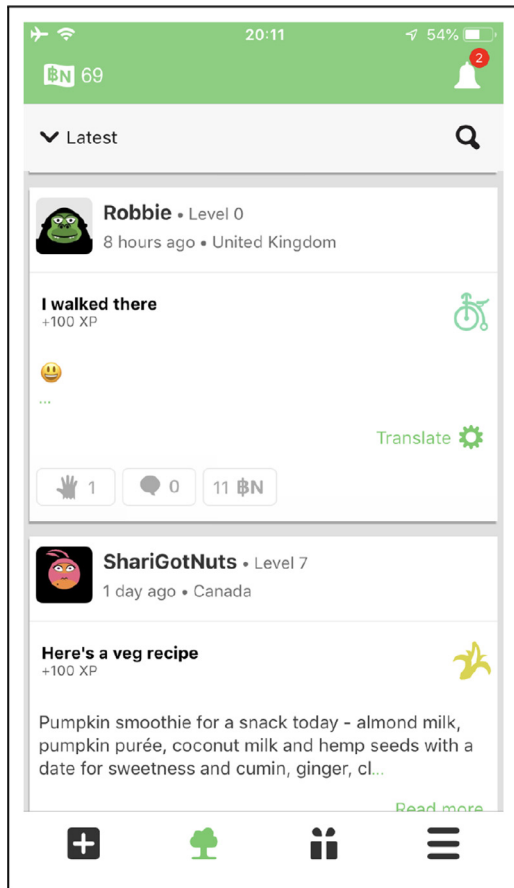 20:11
54%
฿N 69
2
Latest
Robbie • Level 0
8 hours ago • United Kingdom
I walked there
+100 XP
...
Translate
1
0
11 ฿N
ShariGotNuts • Level 7
1 day ago • Canada
Here's a veg recipe
+100 XP
Pumpkin smoothie for a snack today - almond milk,
pumpkin purée, coconut milk and hemp seeds with a
date for sweetness and cumin, ginger, cl...
Read more